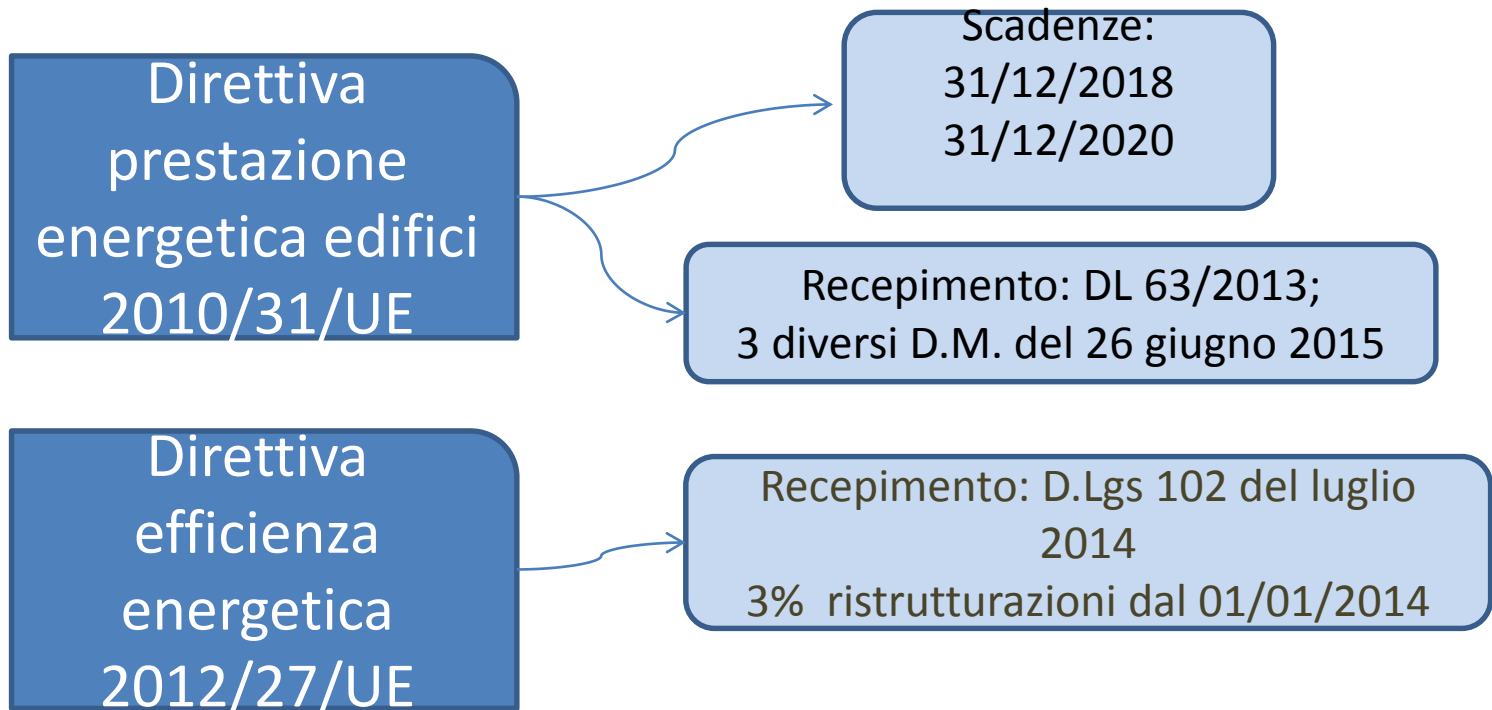 Direttiva
prestazione
energetica edifici
2010/31/UE
Scadenze:
31/12/2018
31/12/2020
Recepimento: DL 63/2013;
3 diversi D.M. del 26 giugno 2015
Direttiva
efficienza
energetica
2012/27/UE
Recepimento: D.Lgs 102 del luglio
2014
3% ristrutturazioni dal 01/01/2014